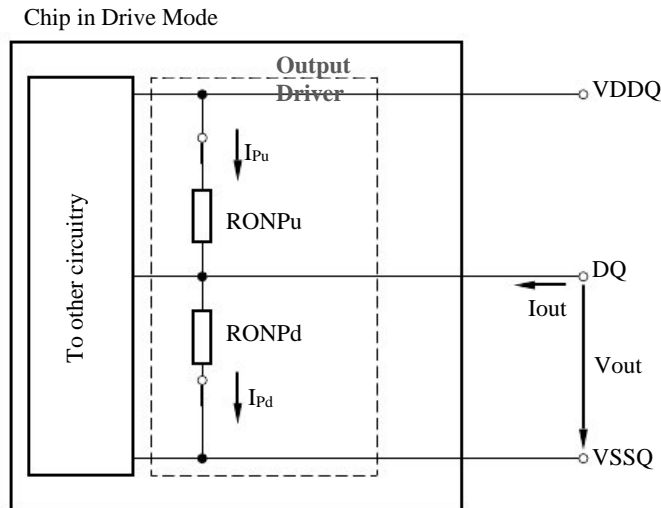 Chip in Drive Mode
Output
Driver
VDDQ
IPu
RONPu
To other circuitry
DQ
Iout
RONPd
Vout
IPd
VSSQ